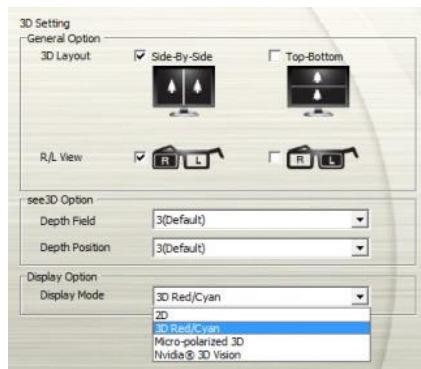 3D Setting
General Option
3D Layout Side-By-Side Top-Bottom
R/L View R L R L
see3D Option
Depth Field 3(Default)
Depth Position 3(Default)
Display Option
Display Mode 3D Red/Cyan
2D
3D Red/Cyan
Micro-polarized 3D
Nvidia® 3D Vision